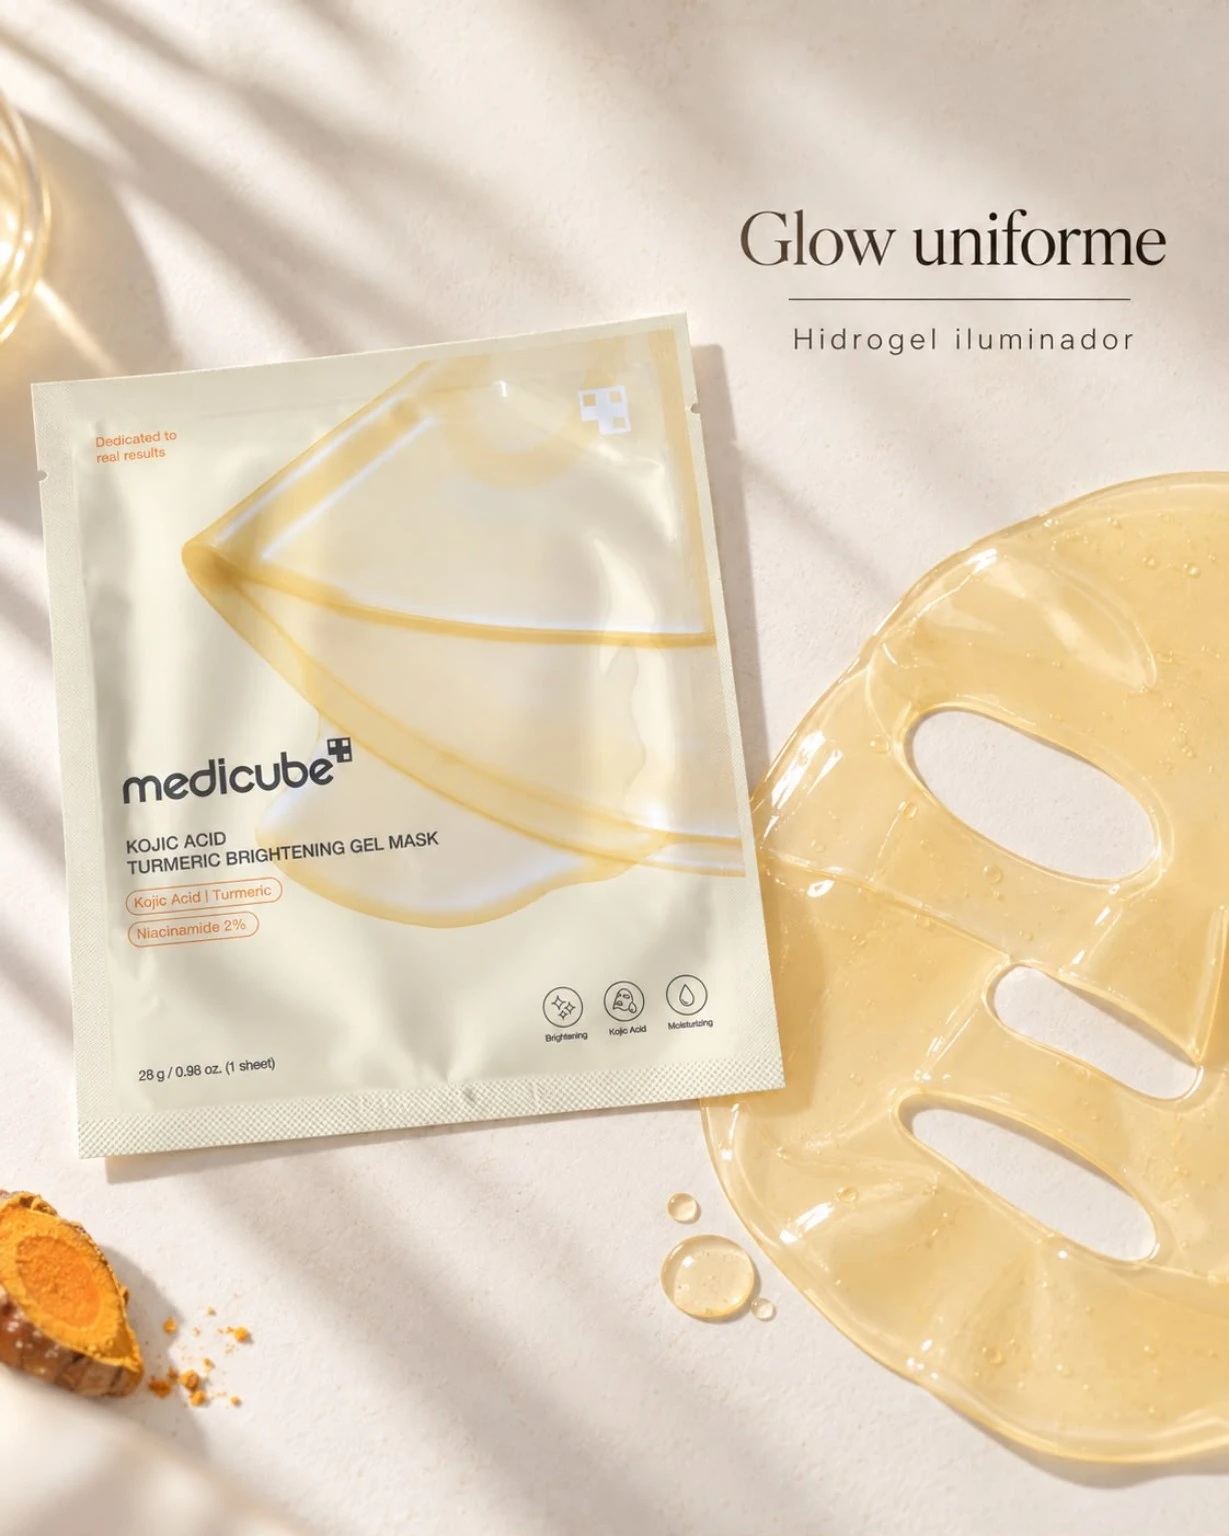 Glow uniforme
Hidrogel iluminador
Dedicated to
real results
medicube
KOJIC ACID
TURMERIC BRIGHTENING GEL MASK
Kojic Acid | Turmeric
Niacinamide 2%
Brightening
Kojic Acid
Moisturizing
28 g / 0.98 oz. (1 sheet)